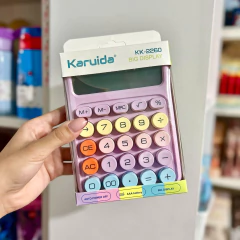 Karuida
KK-2260
BIG DISPLAY
M+ M- MRC √ %
7 8 9 ÷
CE 4 5 6 ×
AC 1 2 3 −
0 00 . = +